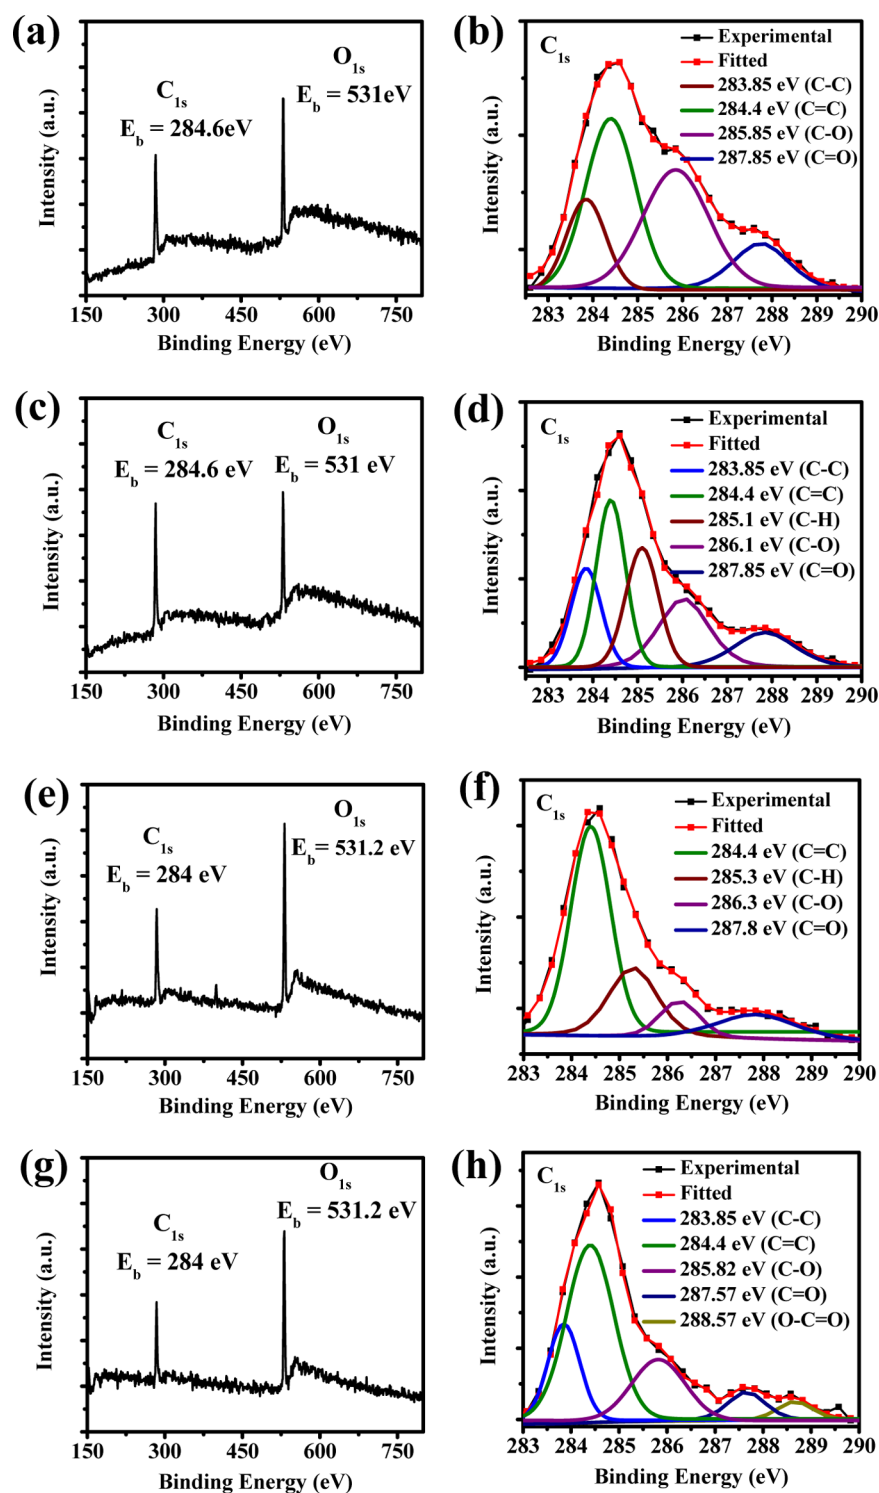 (a)
C1s
Eb = 284.6eV
O1s
Eb = 531eV
Intensity (a.u.)
150 300 450 600 750
Binding Energy (eV)
(b)
C1s
Experimental
Fitted
283.85 eV (C-C)
284.4 eV (C=C)
285.85 eV (C-O)
287.85 eV (C=O)
Intensity (a.u.)
283 284 285 286 287 288 289 290
Binding Energy (eV)
(c)
C1s
Eb = 284.6 eV
O1s
Eb = 531 eV
Intensity (a.u.)
150 300 450 600 750
Binding Energy (eV)
(d)
C1s
Experimental
Fitted
283.85 eV (C-C)
284.4 eV (C=C)
285.1 eV (C-H)
286.1 eV (C-O)
287.85 eV (C=O)
Intensity (a.u.)
283 284 285 286 287 288 289 290
Binding Energy (eV)
(e)
C1s
Eb = 284 eV
O1s
Eb = 531.2 eV
Intensity (a.u.)
150 300 450 600 750
Binding Energy (eV)
(f)
C1s
Experimental
Fitted
284.4 eV (C=C)
285.3 eV (C-H)
286.3 eV (C-O)
287.8 eV (C=O)
Intensity (a.u.)
283 284 285 286 287 288 289 290
Binding Energy (eV)
(g)
C1s
Eb = 284 eV
O1s
Eb = 531.2 eV
Intensity (a.u.)
150 300 450 600 750
Binding Energy (eV)
(h)
C1s
Experimental
Fitted
283.85 eV (C-C)
284.4 eV (C=C)
285.82 eV (C-O)
287.57 eV (C=O)
288.57 eV (O-C=O)
Intensity (a.u.)
283 284 285 286 287 288 289 290
Binding Energy (eV)